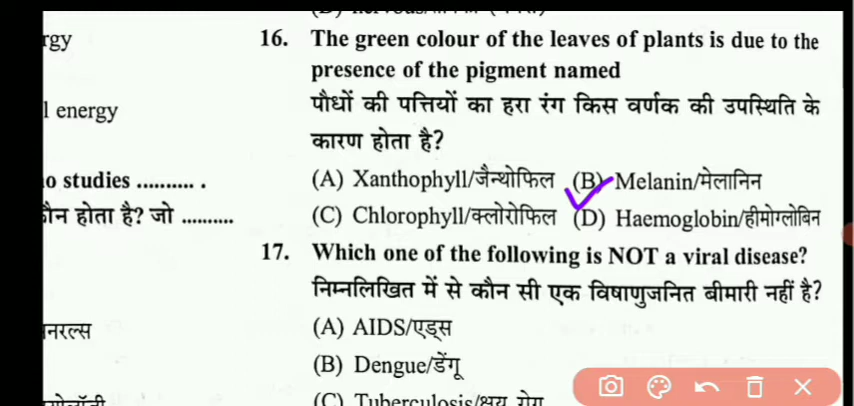 rgy
l energy
o studies .......... .
कौन होता है? जो ..........
नरल्स
16. The green colour of the leaves of plants is due to the
presence of the pigment named
पौधों की पत्तियों का हरा रंग किस वर्णक की उपस्थिति के
कारण होता है?
(A) Xanthophyll/जैन्थोफिल (B) Melanin/मेलानिन
(C) Chlorophyll/क्लोरोफिल (D) Haemoglobin/हीमोग्लोबिन
17. Which one of the following is NOT a viral disease?
निम्नलिखित में से कौन सी एक विषाणुजनित बीमारी नहीं है?
(A) AIDS/एड्स
(B) Dengue/डेंगू
(C) Tuberculosis/क्षय रोग